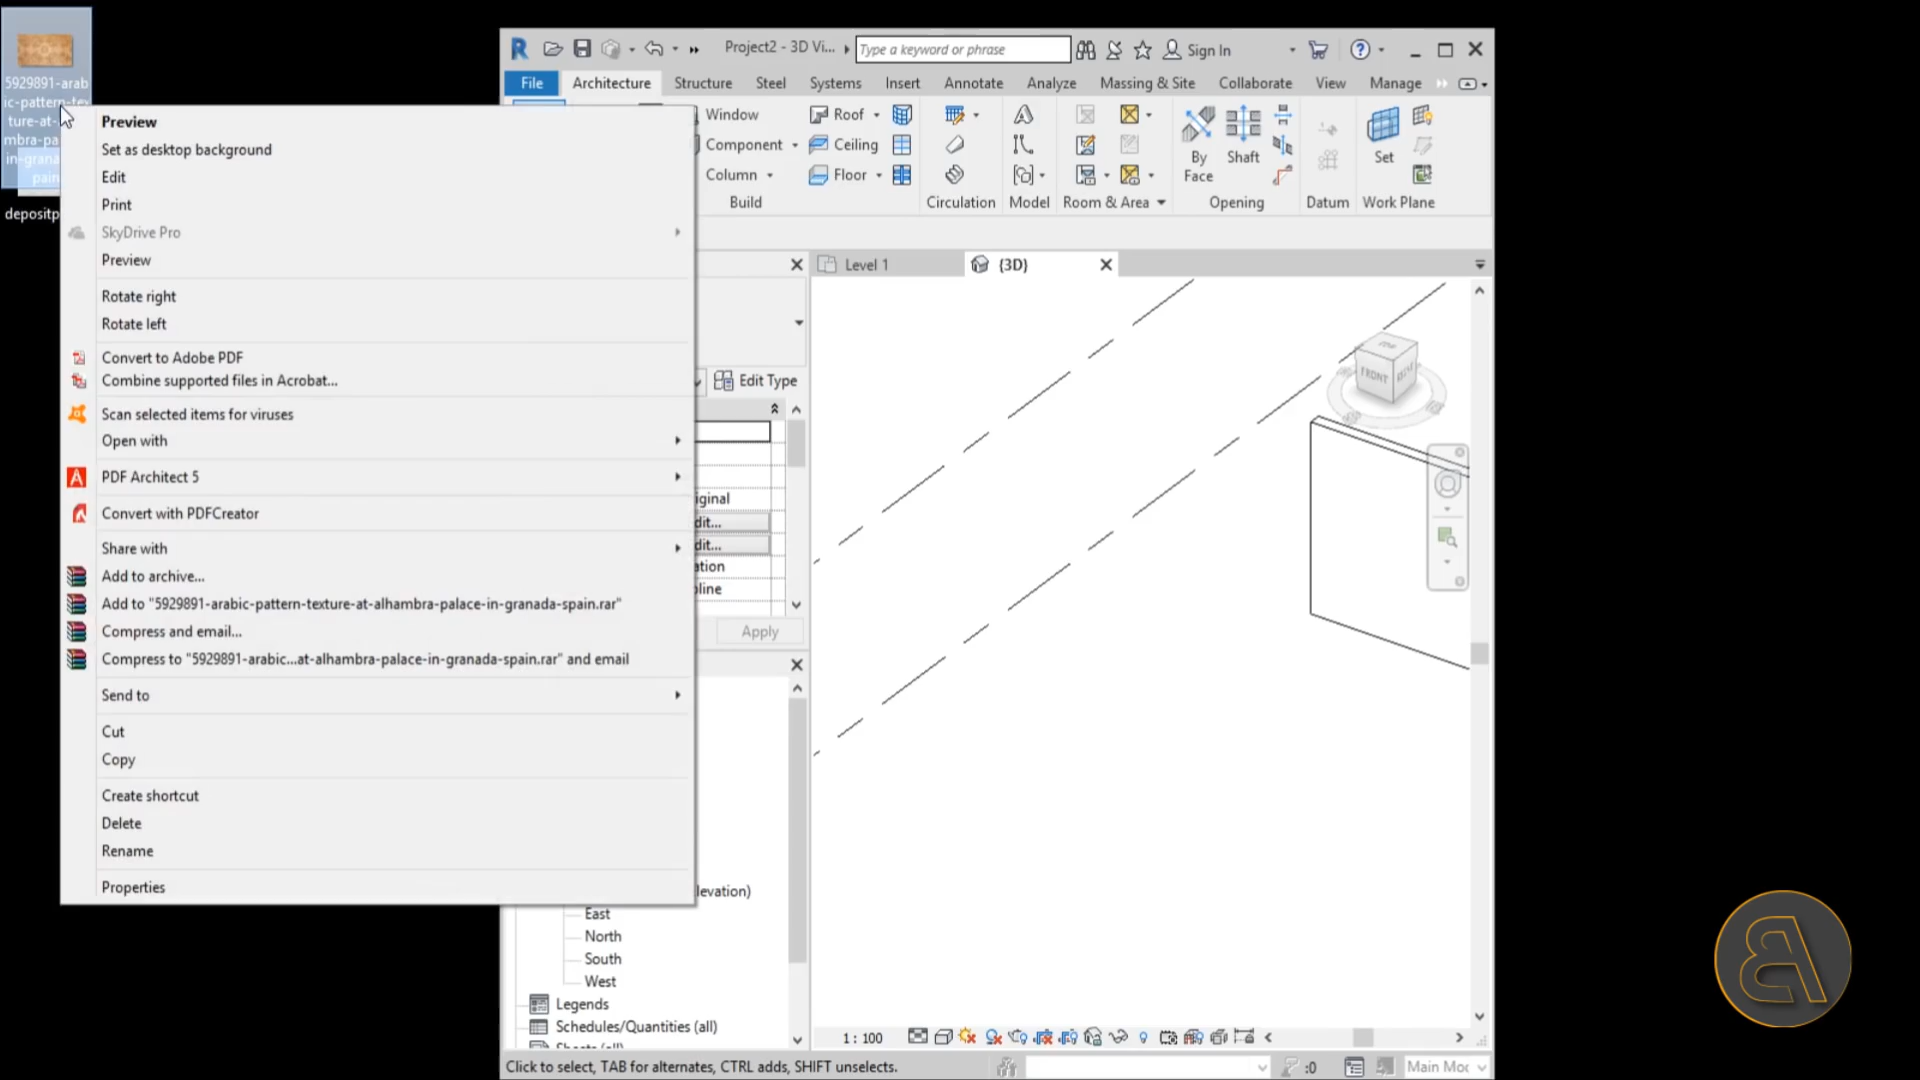 5929891-arab
ic-pattern-tex
ture-at-
mbra-pa
in-grana
pain
depositp
Preview
Set as desktop background
Edit
Print
SkyDrive Pro
Preview
Rotate right
Rotate left
Convert to Adobe PDF
Combine supported files in Acrobat...
Scan selected items for viruses
Open with
PDF Architect 5
Convert with PDFCreator
Share with
Add to archive...
Add to "5929891-arabic-pattern-texture-at-alhambra-palace-in-granada-spain.rar"
Compress and email...
Compress to "5929891-arabic...at-alhambra-palace-in-granada-spain.rar" and email
Send to
Cut
Copy
Create shortcut
Delete
Rename
Properties
Project2 - 3D Vi...
Type a keyword or phrase
Sign In
File
Architecture
Structure
Steel
Systems
Insert
Annotate
Analyze
Massing & Site
Collaborate
View
Manage
Window
Component
Column
Build
Roof
Ceiling
Floor
Circulation
Model
Room & Area
By
Face
Shaft
Opening
Datum
Set
Work Plane
Level 1
{3D}
Edit Type
iginal
dit...
dit...
ation
pline
Apply
levation)
East
North
South
West
Legends
Schedules/Quantities (all)
FRONT
1 : 100
Click to select, TAB for alternates, CTRL adds, SHIFT unselects.
:0
Main Moc